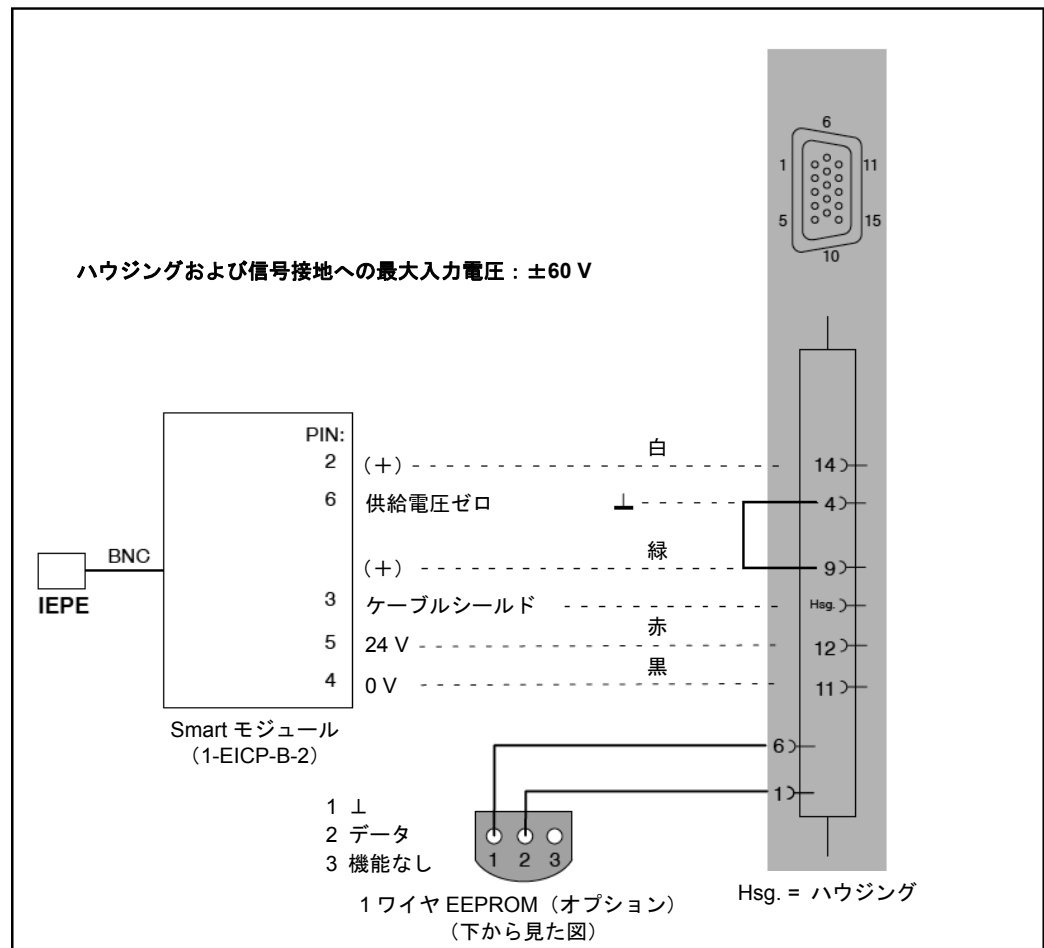 6
1
11
5
15
10
ハウジングおよび信号接地への最大入力電圧：±60 V
PIN:
2
（+）
白
14
6
供給電圧ゼロ
⊥
4
BNC
（+）
緑
9
IEPE
3
ケーブルシールド
Hsg.
5
24 V
赤
12
4
0 V
黒
11
Smart モジュール
（1-EICP-B-2）
6
1
1 ⊥
2 データ
3 機能なし
1 2 3
1 ワイヤ EEPROM（オプション）
（下から見た図）
Hsg. = ハウジング